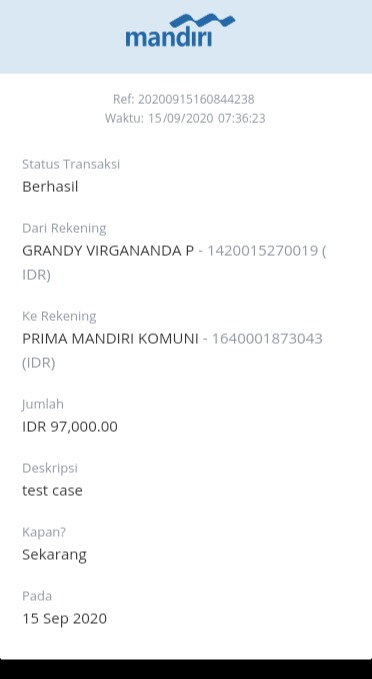 mandiri
Ref: 20200915160844238
Waktu: 15/09/2020 07:36:23
Status Transaksi
Berhasil
Dari Rekening
GRANDY VIRGANANDA P - 1420015270019 (
IDR)
Ke Rekening
PRIMA MANDIRI KOMUNI - 1640001873043
(IDR)
Jumlah
IDR 97,000.00
Deskripsi
test case
Kapan?
Sekarang
Pada
15 Sep 2020